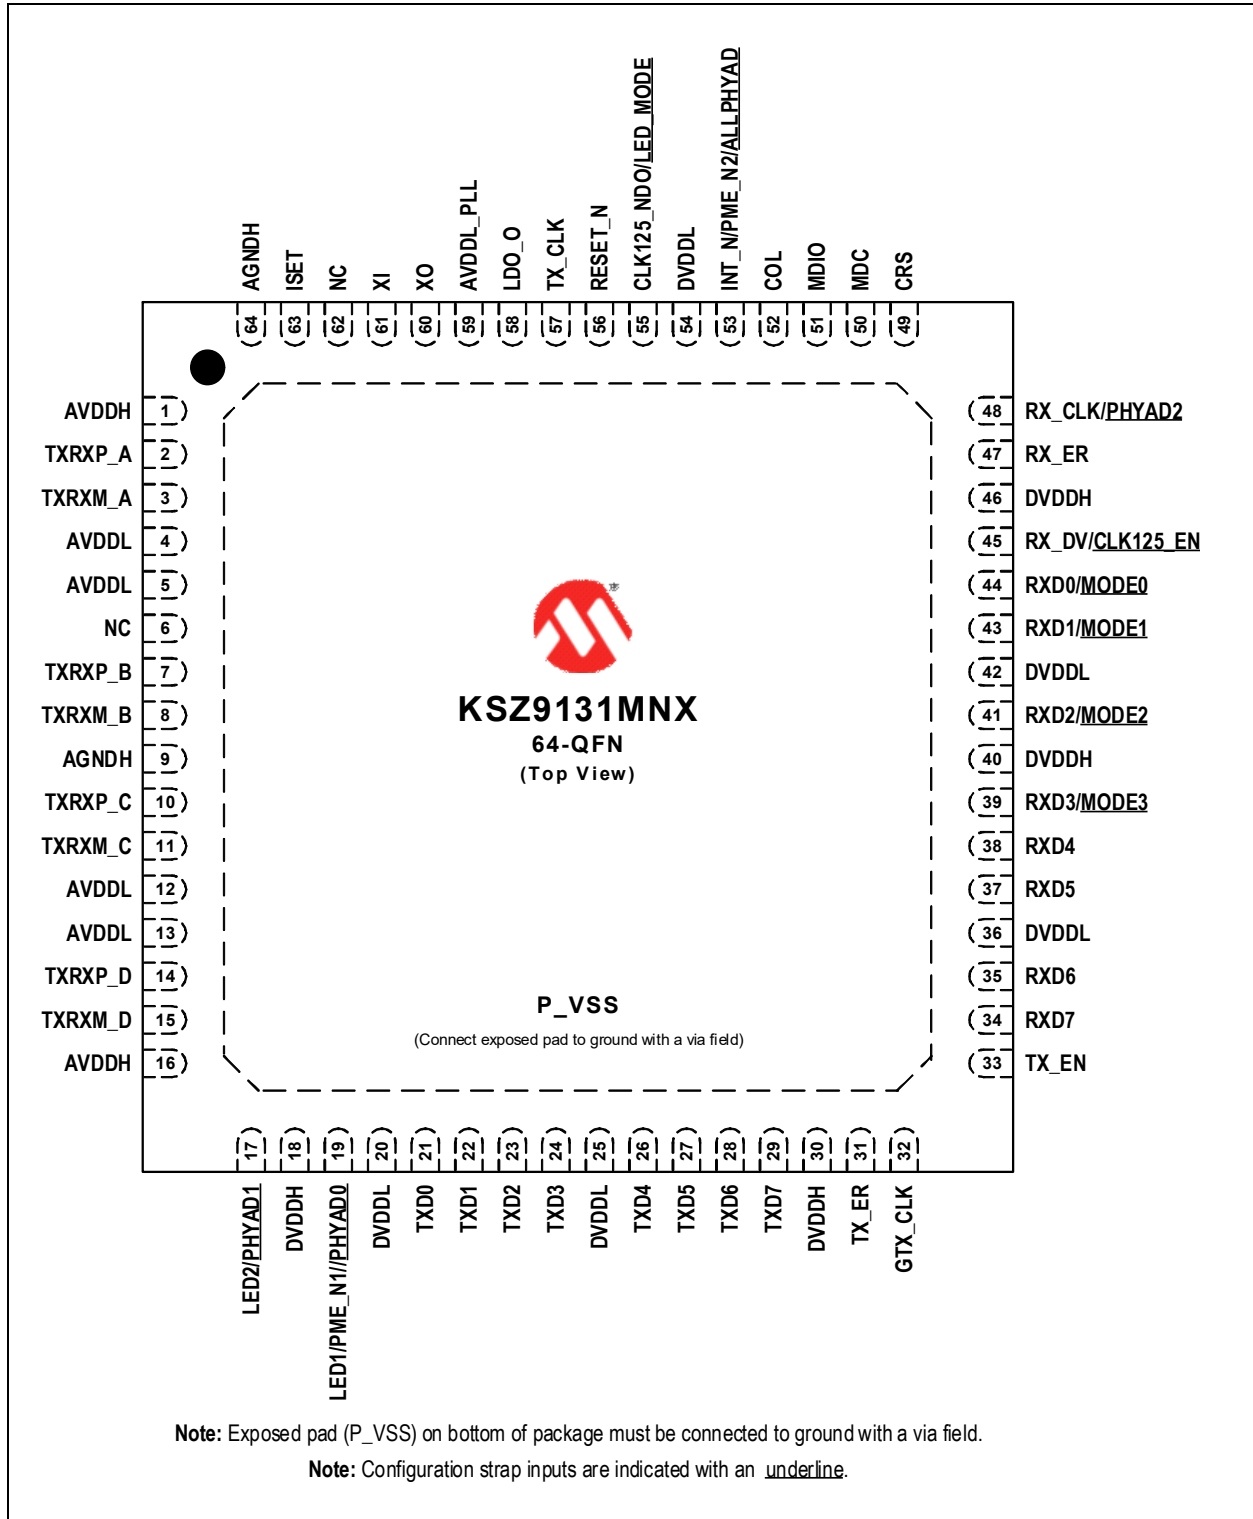 AGNDH
ISET
NC
XI
XO
AVDDL_PLL
LDO_O
TX_CLK
RESET_N
CLK125_NDO/LED_MODE
DVDDL
INT_N/PME_N2/ALLPHYAD
COL
MDIO
MDC
CRS
64
63
62
61
60
59
58
57
56
55
54
53
52
51
50
49
AVDDH 1
TXRXP_A 2
TXRXM_A 3
AVDDL 4
AVDDL 5
NC 6
TXRXP_B 7
TXRXM_B 8
AGNDH 9
TXRXP_C 10
TXRXM_C 11
AVDDL 12
AVDDL 13
TXRXP_D 14
TXRXM_D 15
AVDDH 16
®
KSZ9131MNX
64-QFN
(Top View)
P_VSS
(Connect exposed pad to ground with a via field)
48 RX_CLK/PHYAD2
47 RX_ER
46 DVDDH
45 RX_DV/CLK125_EN
44 RXD0/MODE0
43 RXD1/MODE1
42 DVDDL
41 RXD2/MODE2
40 DVDDH
39 RXD3/MODE3
38 RXD4
37 RXD5
36 DVDDL
35 RXD6
34 RXD7
33 TX_EN
17
18
19
20
21
22
23
24
25
26
27
28
29
30
31
32
LED2/PHYAD1
DVDDH
LED1/PME_N1//PHYAD0
DVDDL
TXD0
TXD1
TXD2
TXD3
DVDDL
TXD4
TXD5
TXD6
TXD7
DVDDH
TX_ER
GTX_CLK
Note: Exposed pad (P_VSS) on bottom of package must be connected to ground with a via field.
Note: Configuration strap inputs are indicated with an underline.